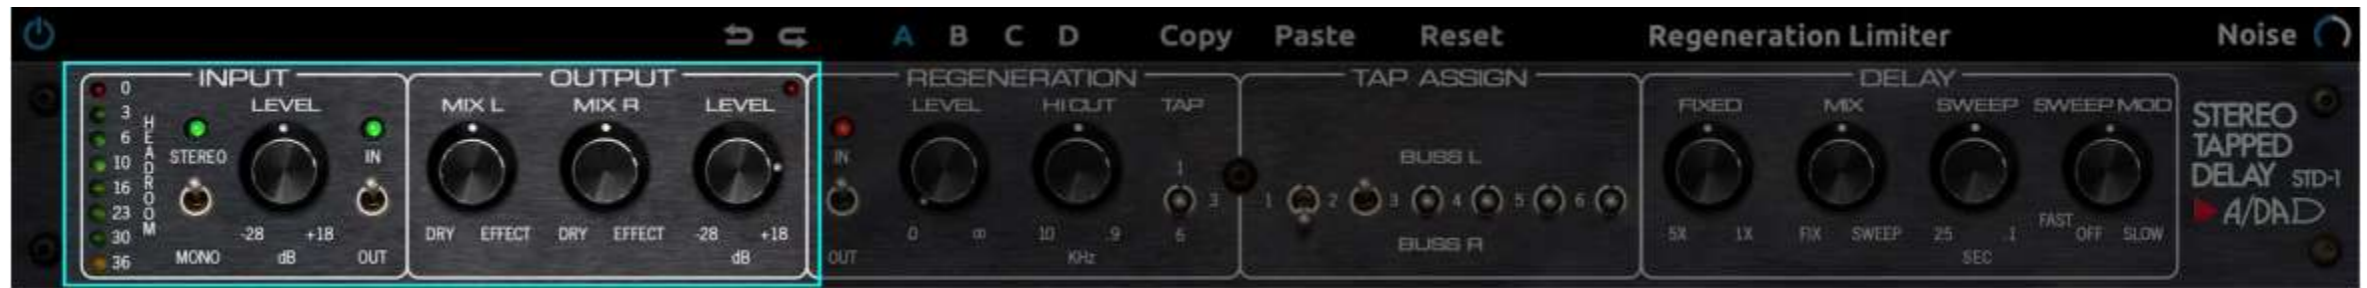 A B C D Copy Paste Reset Regeneration Limiter Noise
INPUT
0
3
6
10
16
23
30
36
HEADROOM
STEREO
MONO
LEVEL
-28 +18
dB
IN
OUT
OUTPUT
MIX L
DRY EFFECT
MIX R
DRY EFFECT
LEVEL
-28 +18
dB
REGENERATION
IN
OUT
LEVEL
0 ∞
HI CUT
10 .9
KHz
TAP
1
3
6
TAP ASSIGN
BUSS L
1 2 3 4 5 6
BUSS R
DELAY
FIXED
5X 1X
MIX
FIX SWEEP
SWEEP
25 .1
SEC
SWEEP MOD
FAST OFF SLOW
STEREO
TAPPED
DELAY STD-1
A/DA